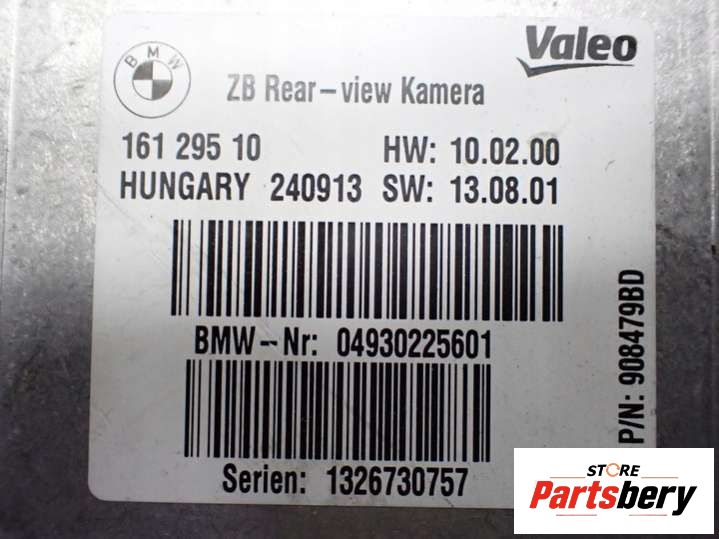 BMW
Valeo
ZB Rear-view Kamera
161 295 10 HW: 10.02.00
HUNGARY 240913 SW: 13.08.01
BMW-Nr: 04930225601
Serien: 1326730757
P/N: 908479BD
STORE
Partsbery